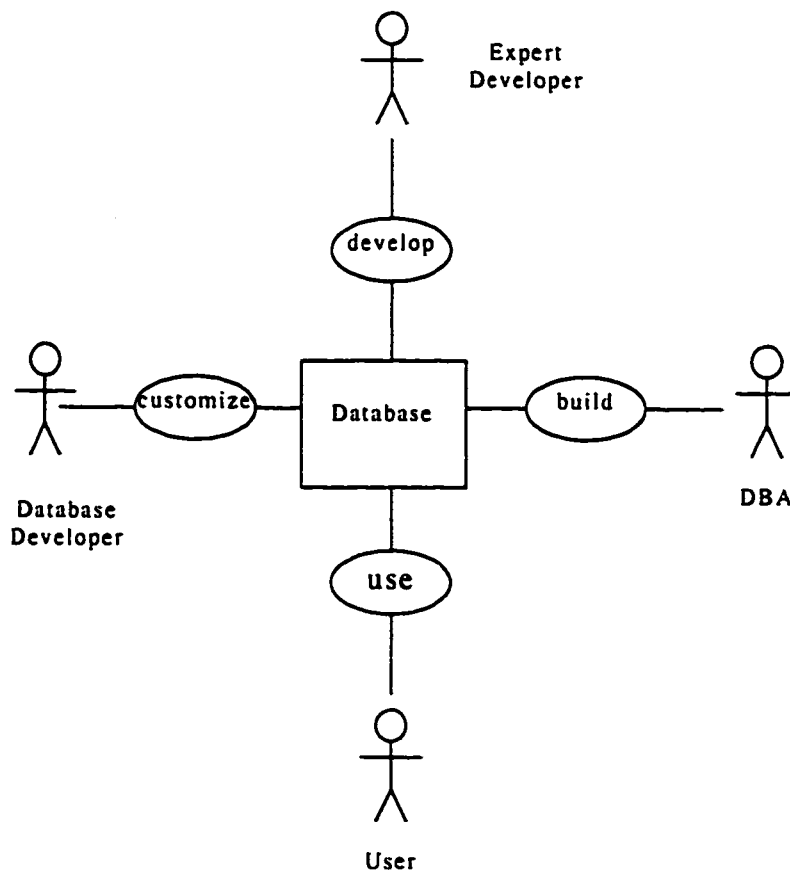 Expert
Developer
develop
customize
Database
build
Database
Developer
DBA
use
User